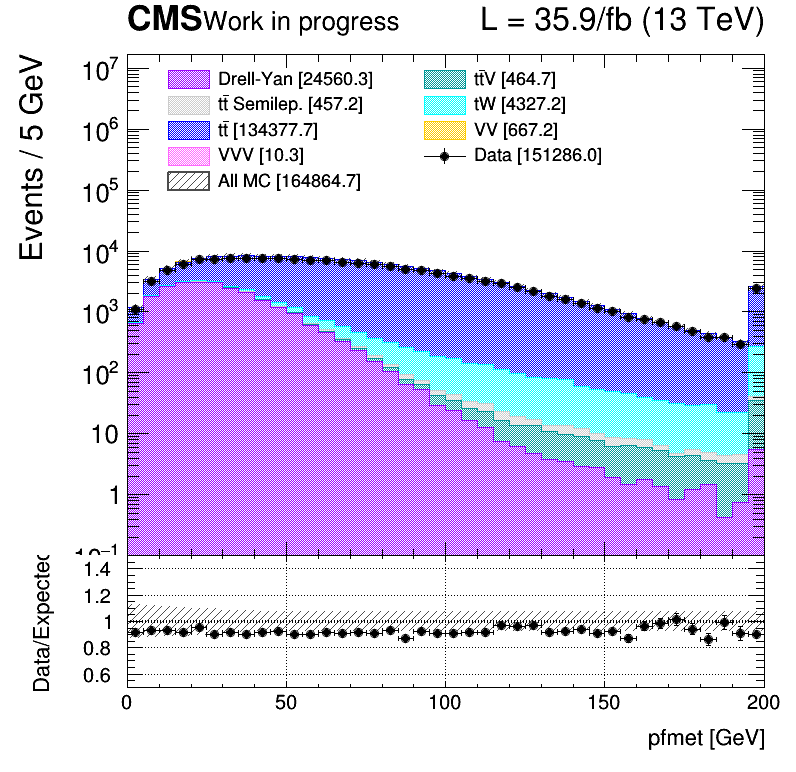 CMS Work in progress L = 35.9/fb (13 TeV)
Events / 5 GeV
10⁷
10⁶
10⁵
10⁴
10³
10²
10
1
10⁻¹
Drell-Yan [24560.3]
tt̄ Semilep. [457.2]
tt̄ [134377.7]
VVV [10.3]
All MC [164864.7]
tt̄V [464.7]
tW [4327.2]
VV [667.2]
Data [151286.0]
Data/Expected
1.4
1.2
1
0.8
0.6
0 50 100 150 200
pfmet [GeV]